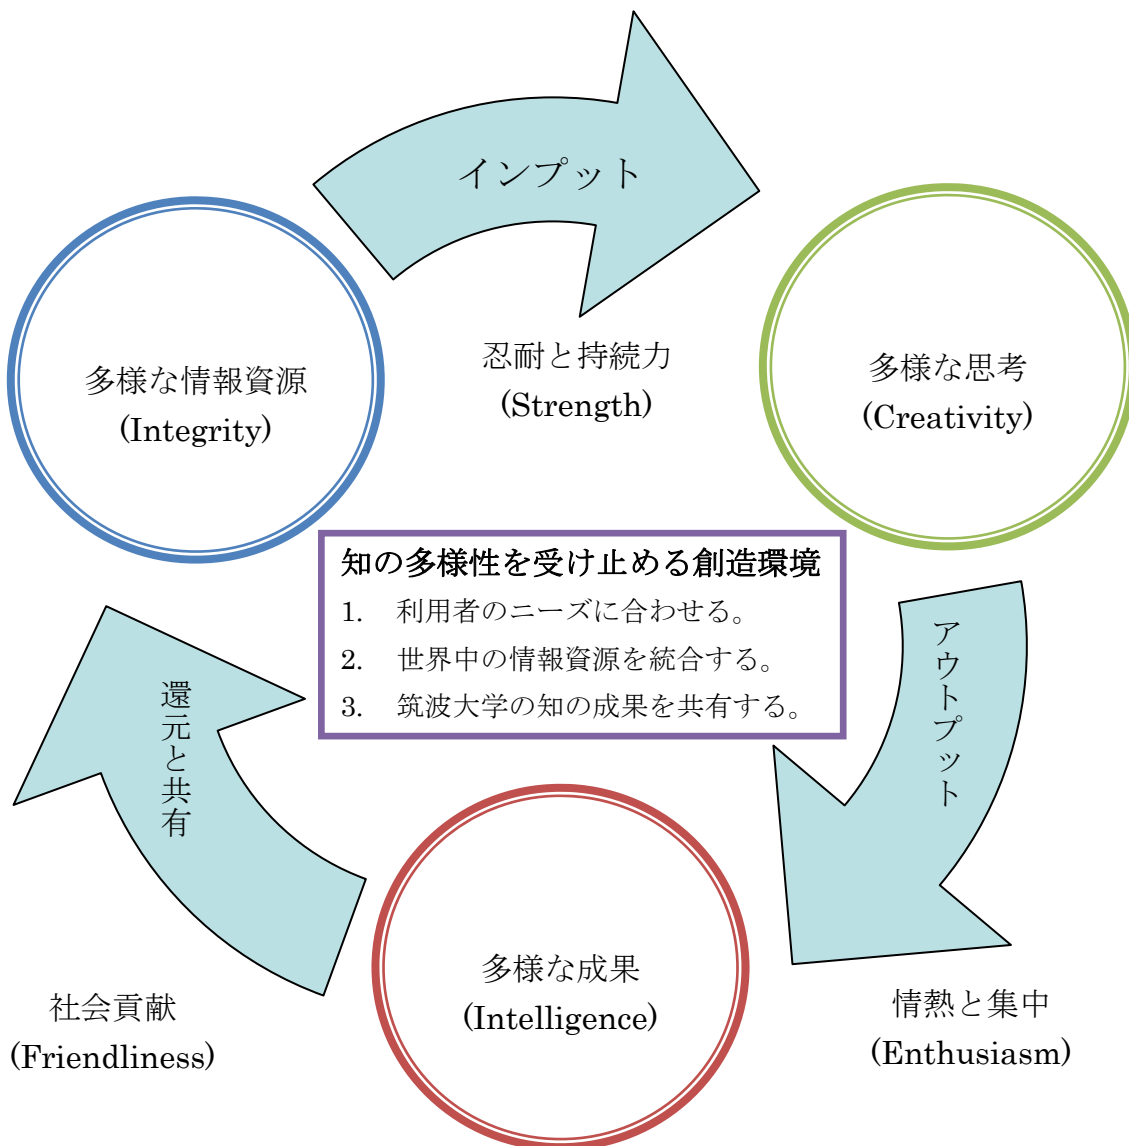 インプット
多様な情報資源
(Integrity)
忍耐と持続力
(Strength)
多様な思考
(Creativity)
知の多様性を受け止める創造環境
1. 利用者のニーズに合わせる。
2. 世界中の情報資源を統合する。
3. 筑波大学の知の成果を共有する。
アウトプット
還元と共有
多様な成果
(Intelligence)
社会貢献
(Friendliness)
情熱と集中
(Enthusiasm)